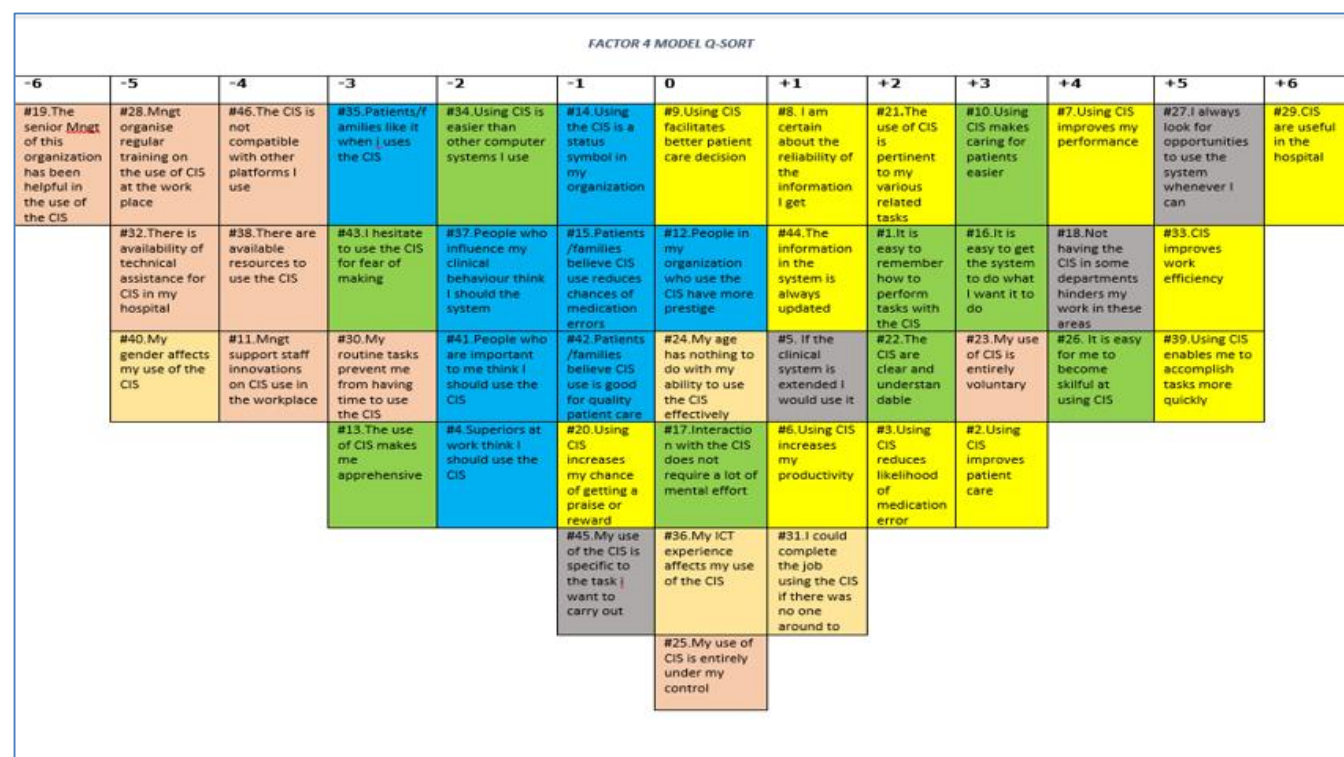 FACTOR 4 MODEL Q-SORT
-6 -5 -4 -3 -2 -1 0 +1 +2 +3 +4 +5 +6
#19.The
senior Mngt
of this
organization
has been
helpful in
the use of
the CIS
#28.Mngt
organise
regular
training on
the use of CIS
at the work
place
#46.The CIS is
not
compatible
with other
platforms I
use
#35.Patients/f
amilies like it
when i uses
the CIS
#34.Using CIS is
easier than
other computer
systems I use
#14.Using
the CIS is a
status
symbol in
my
organization
#9.Using CIS
facilitates
better patient
care decision
#8. I am
certain
about the
reliability of
the
information
I get
#21.The
use of CIS
is
pertinent
to my
various
related
tasks
#10.Using
CIS makes
caring for
patients
easier
#7.Using CIS
improves my
performance
#27.I always
look for
opportunities
to use the
system
whenever I
can
#29.CIS
are useful
in the
hospital
#32.There is
availability of
technical
assistance for
CIS in my
hospital
#38.There are
available
resources to
use the CIS
#43.I hesitate
to use the CIS
for fear of
making
#37.People who
influence my
clinical
behaviour think
I should the
system
#15.Patients
/families
believe CIS
use reduces
chances of
medication
errors
#12.People in
my
organization
who use the
CIS have more
prestige
#44.The
information
in the
system is
always
updated
#1.It is
easy to
remember
how to
perform
tasks with
the CIS
#16.It is
easy to get
the system
to do what
I want it to
do
#18.Not
having the
CIS in some
departments
hinders my
work in these
areas
#33.CIS
improves
work
efficiency
#40.My
gender affects
my use of the
CIS
#11.Mngt
support staff
innovations
on CIS use in
the workplace
#30.My
routine tasks
prevent me
from having
time to use
the CIS
#41.People who
are important
to me think I
should use the
CIS
#42.Patients
/families
believe CIS
use is good
for quality
patient care
#24.My age
has nothing to
do with my
ability to use
the CIS
effectively
#5. If the
clinical
system is
extended I
would use it
#22.The
CIS are
clear and
understan
dable
#23.My use
of CIS is
entirely
voluntary
#26. It is easy
for me to
become
skilful at
using CIS
#39.Using CIS
enables me to
accomplish
tasks more
quickly
#13.The use
of CIS makes
me
apprehensive
#4.Superiors at
work think I
should use the
CIS
#20.Using
CIS
increases
my chance
of getting a
praise or
reward
#17.Interactio
n with the CIS
does not
require a lot of
mental effort
#6.Using CIS
increases
my
productivity
#3.Using
CIS
reduces
likelihood
of
medication
error
#2.Using
CIS
improves
patient
care
#45.My use
of the CIS is
specific to
the task i
want to
carry out
#36.My ICT
experience
affects my use
of the CIS
#31.I could
complete
the job
using the CIS
if there was
no one
around to
#25.My use of
CIS is entirely
under my
control